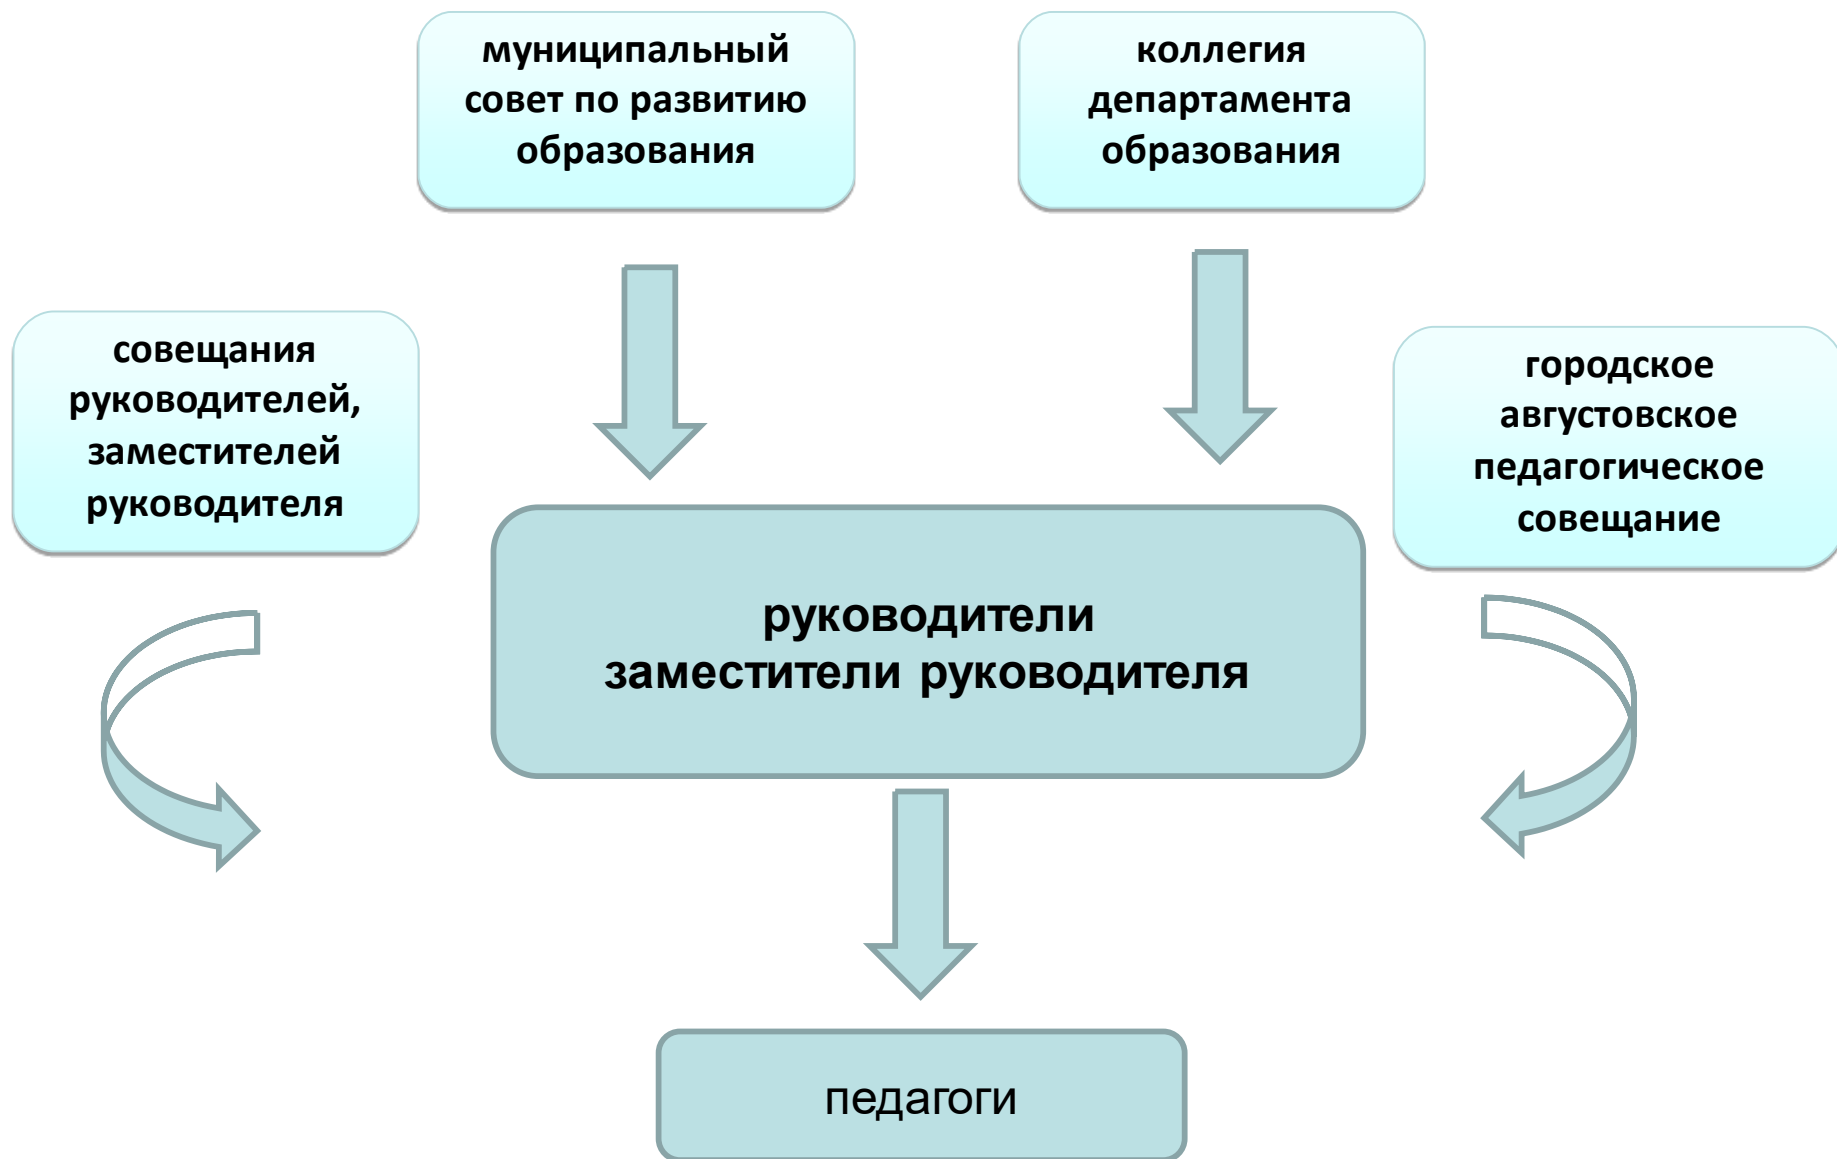 муниципальный
совет по развитию
образования
коллегия
департамента
образования
совещания
руководителей,
заместителей
руководителя
городское
августовское
педагогическое
совещание
руководители
заместители руководителя
педагоги